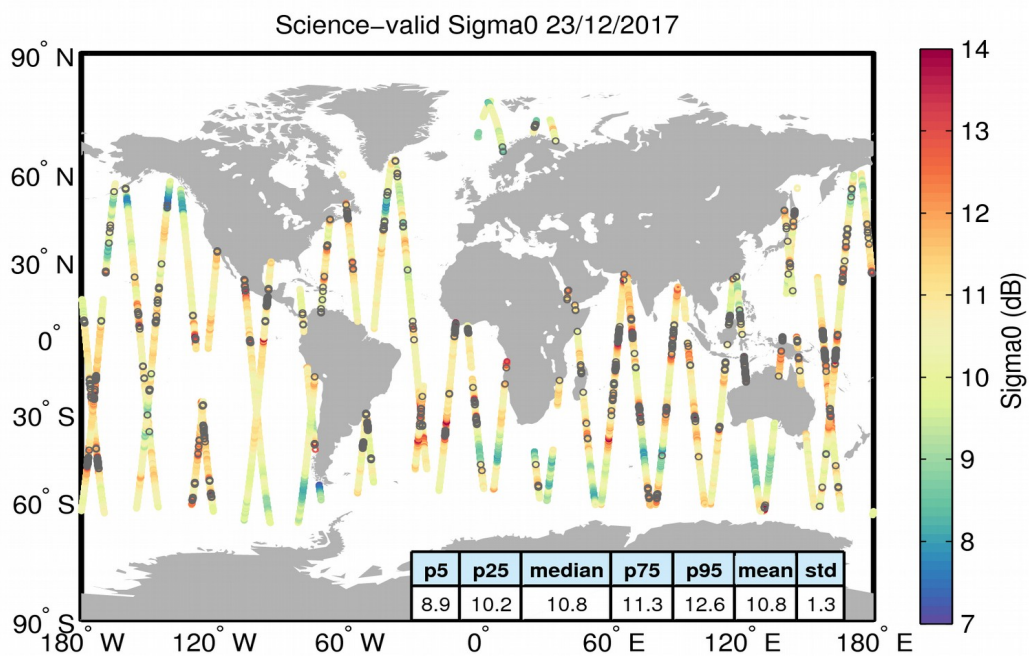 Science−valid Sigma0 23/12/2017
90° N
60° N
30° N
0°
30° S
60° S
90° S
180° W
120° W
60° W
0°
60° E
120° E
180° E
14
13
12
11
10
9
8
7
Sigma0 (dB)
p5 p25 median p75 p95 mean std
8.9 10.2 10.8 11.3 12.6 10.8 1.3